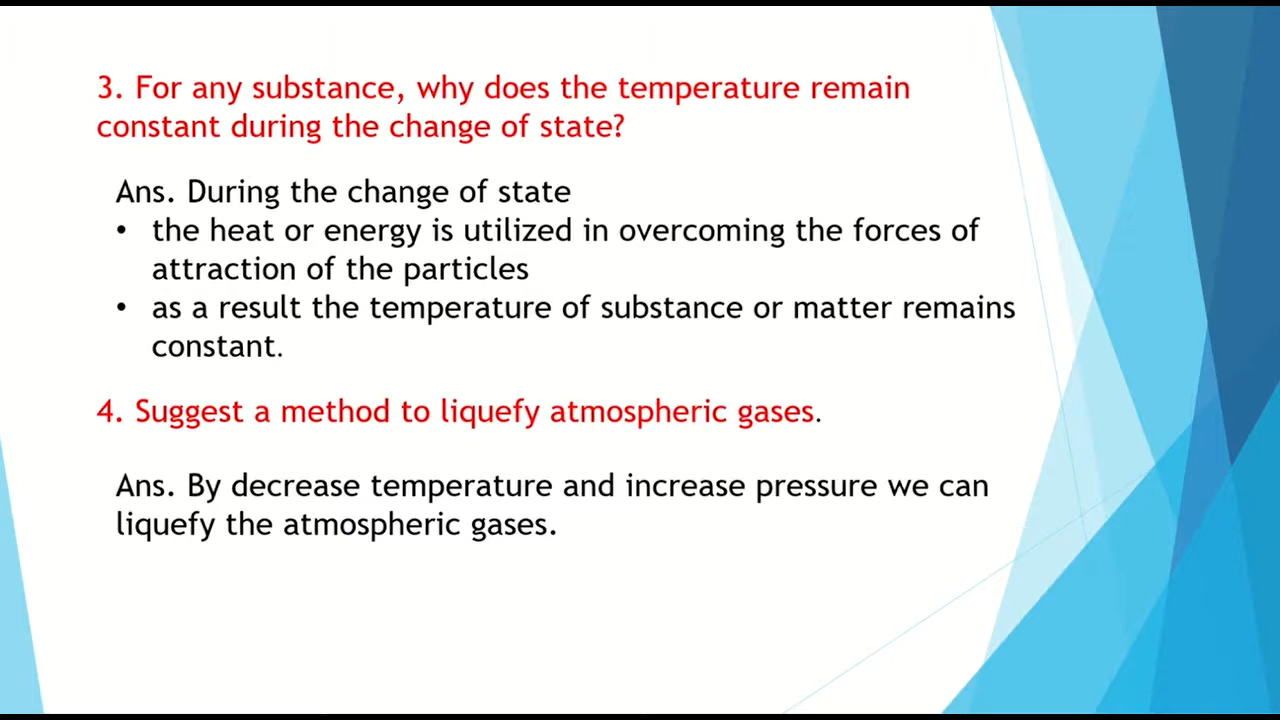 3. For any substance, why does the temperature remain
constant during the change of state?
Ans. During the change of state
• the heat or energy is utilized in overcoming the forces of
attraction of the particles
• as a result the temperature of substance or matter remains
constant.
4. Suggest a method to liquefy atmospheric gases.
Ans. By decrease temperature and increase pressure we can
liquefy the atmospheric gases.